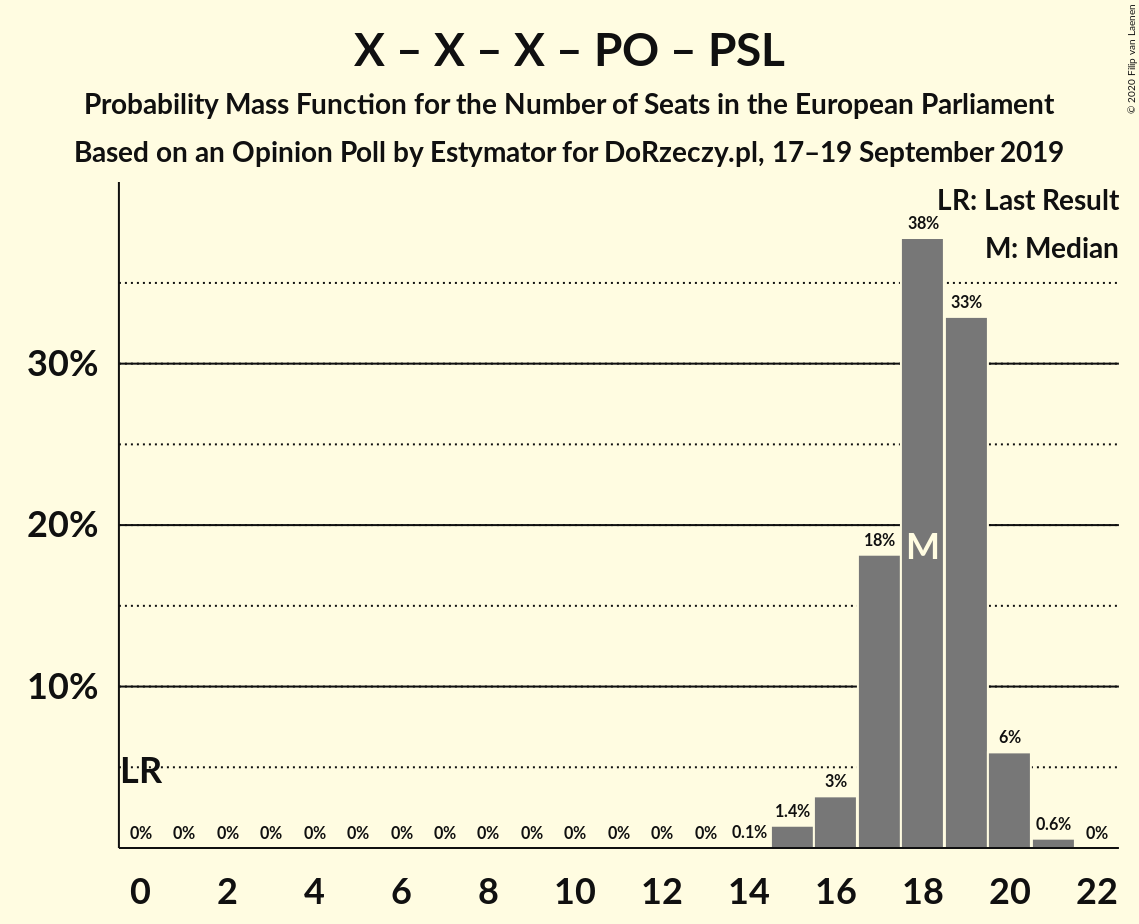 X – X – X – PO – PSL
Probability Mass Function for the Number of Seats in the European Parliament
Based on an Opinion Poll by Estymator for DoRzeczy.pl, 17–19 September 2019
© 2020 Filip van Laenen
LR: Last Result
M: Median
38%
33%
30%
20%
18%
M
10%
6%
LR
3%
1.4%
0% 0% 0% 0% 0% 0% 0% 0% 0% 0% 0% 0% 0% 0% 0.1% 0.6% 0%
0 2 4 6 8 10 12 14 16 18 20 22